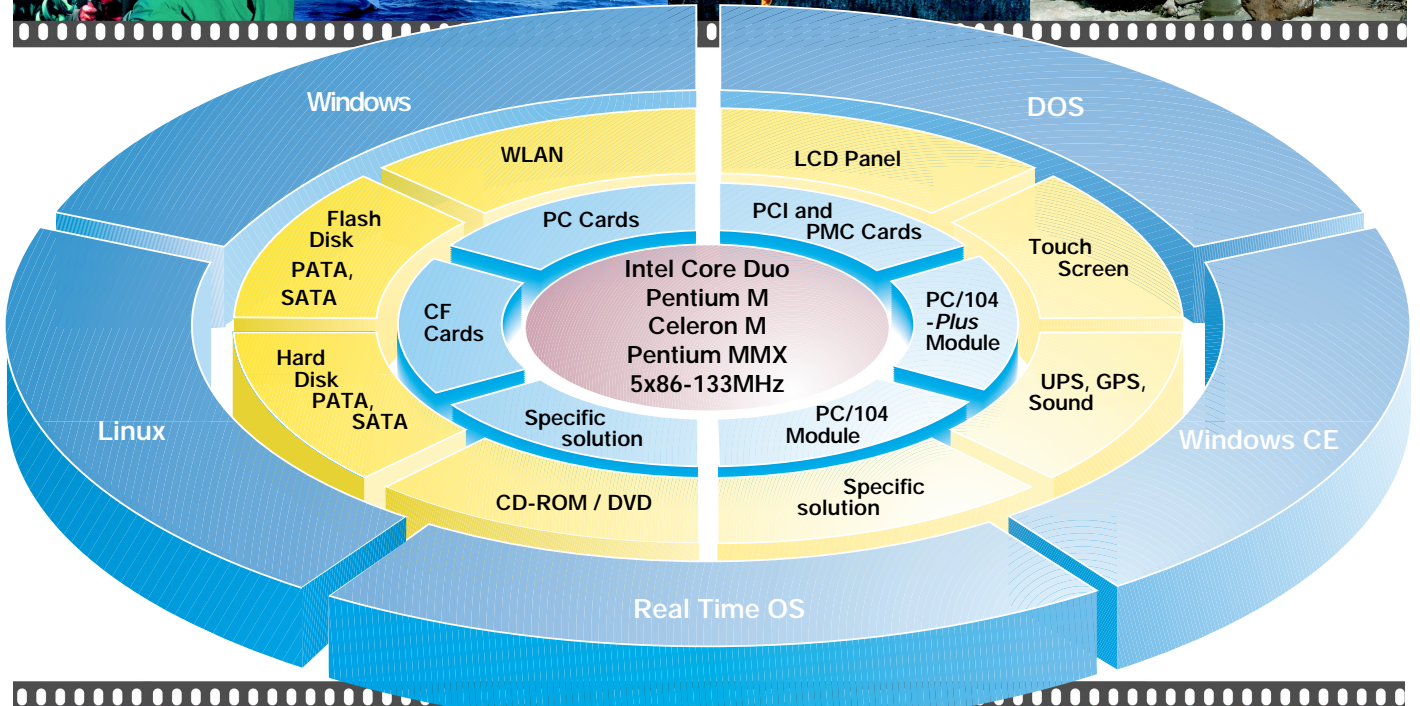 Windows
DOS
WLAN
LCD Panel
Flash
Disk
PATA,
SATA
PC Cards
PCI and
PMC Cards
Touch
Screen
Intel Core Duo
Pentium M
Celeron M
Pentium MMX
5x86-133MHz
CF
Cards
PC/104
-Plus
Module
Hard
Disk
PATA,
SATA
UPS, GPS,
Sound
Linux
Windows CE
Specific
solution
PC/104
Module
CD-ROM / DVD
Specific
solution
Real Time OS